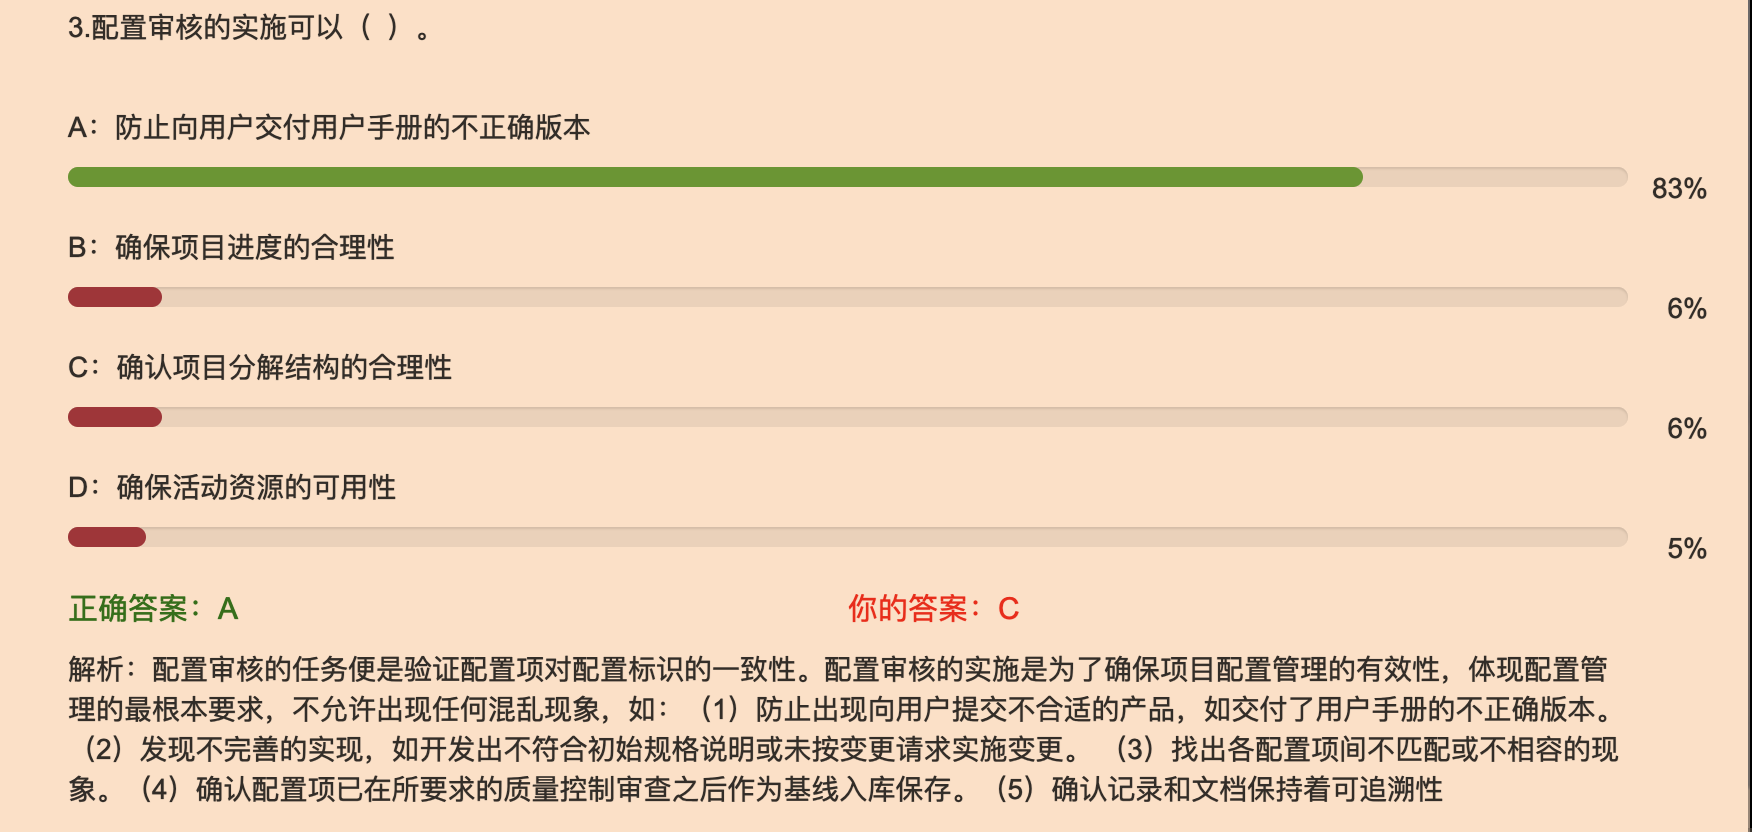 3.配置审核的实施可以（ ）。
A：防止向用户交付用户手册的不正确版本
83%
B：确保项目进度的合理性
6%
C：确认项目分解结构的合理性
6%
D：确保活动资源的可用性
5%
正确答案：A 你的答案：C
解析：配置审核的任务便是验证配置项对配置标识的一致性。配置审核的实施是为了确保项目配置管理的有效性，体现配置管
理的最根本要求，不允许出现任何混乱现象，如：（1）防止出现向用户提交不合适的产品，如交付了用户手册的不正确版本。
（2）发现不完善的实现，如开发出不符合初始规格说明或未按变更请求实施变更。（3）找出各配置项间不匹配或不相容的现
象。（4）确认配置项已在所要求的质量控制审查之后作为基线入库保存。（5）确认记录和文档保持着可追溯性